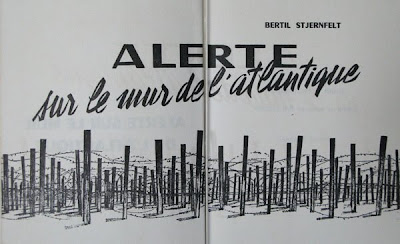 BERTIL STJERNFELT
ALERTE
sur le mur de l'atlantique